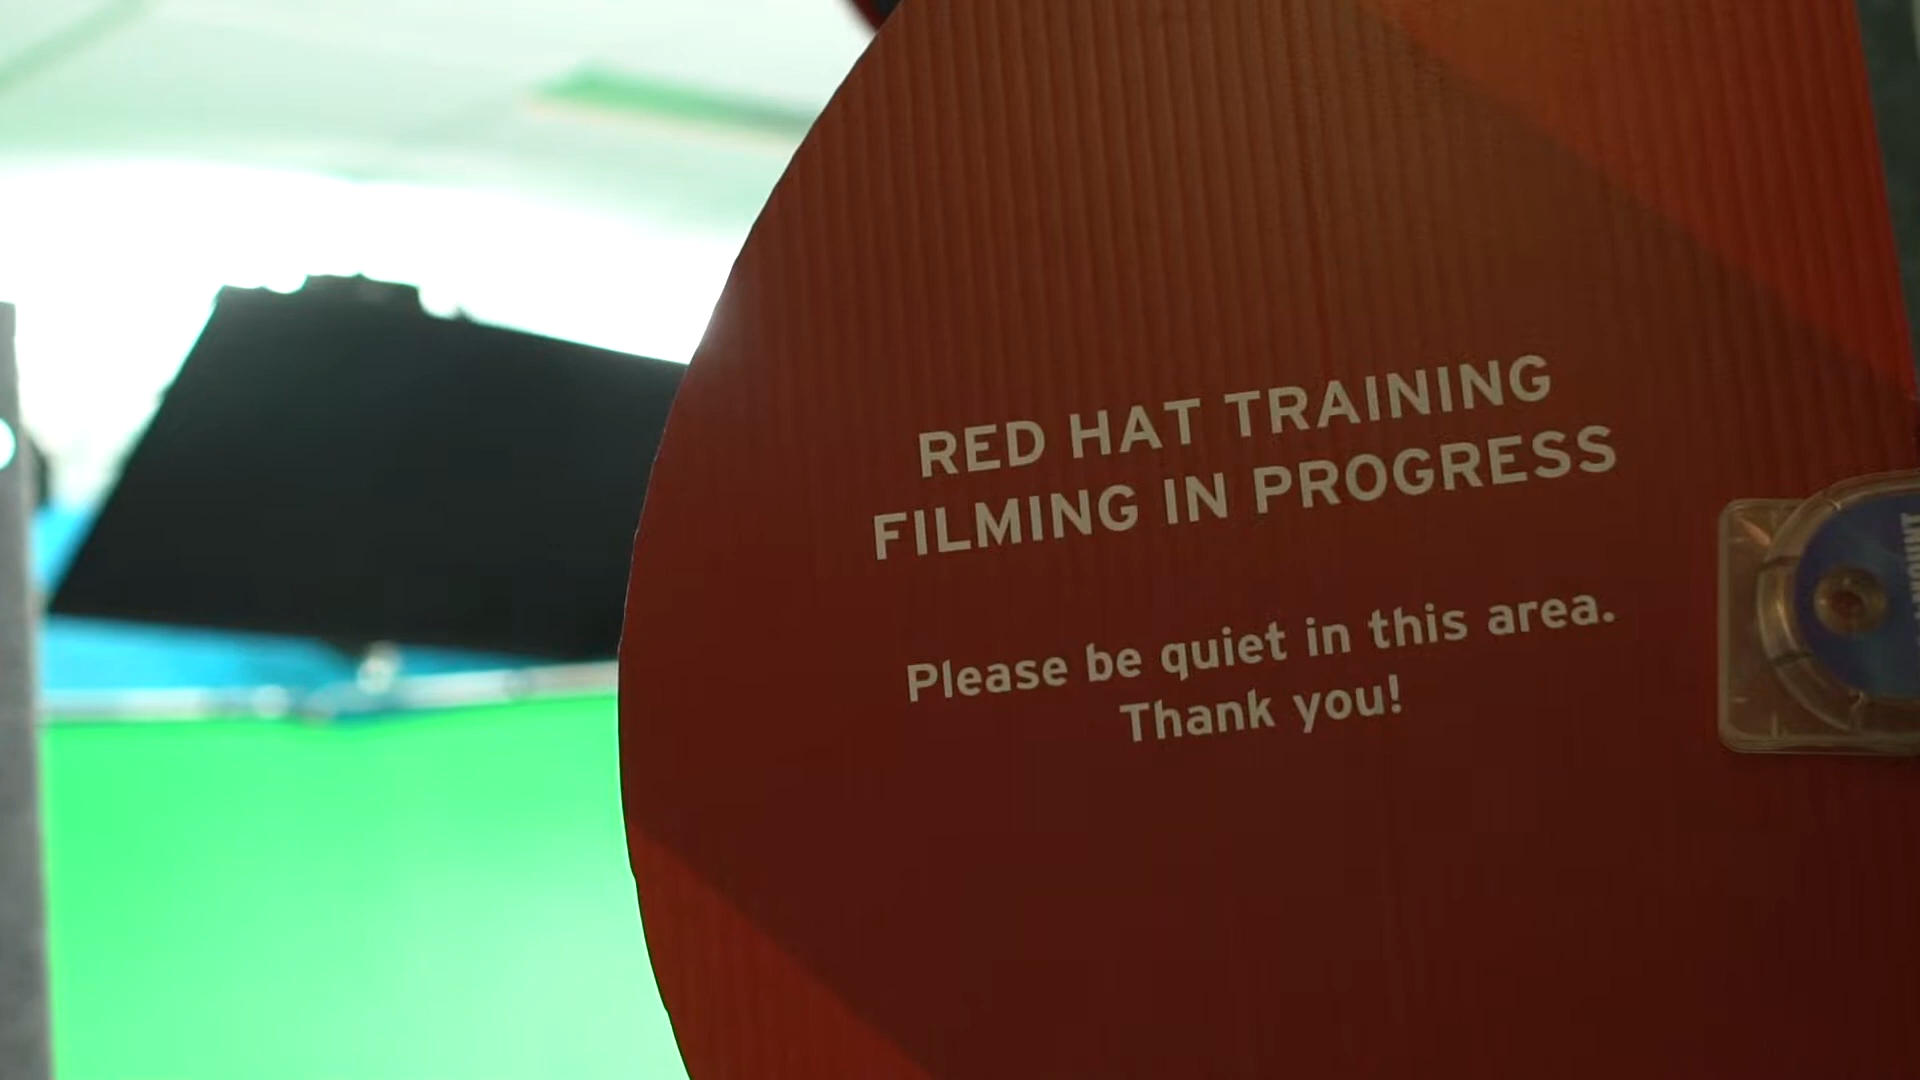 RED HAT TRAINING
FILMING IN PROGRESS
Please be quiet in this area.
Thank you!